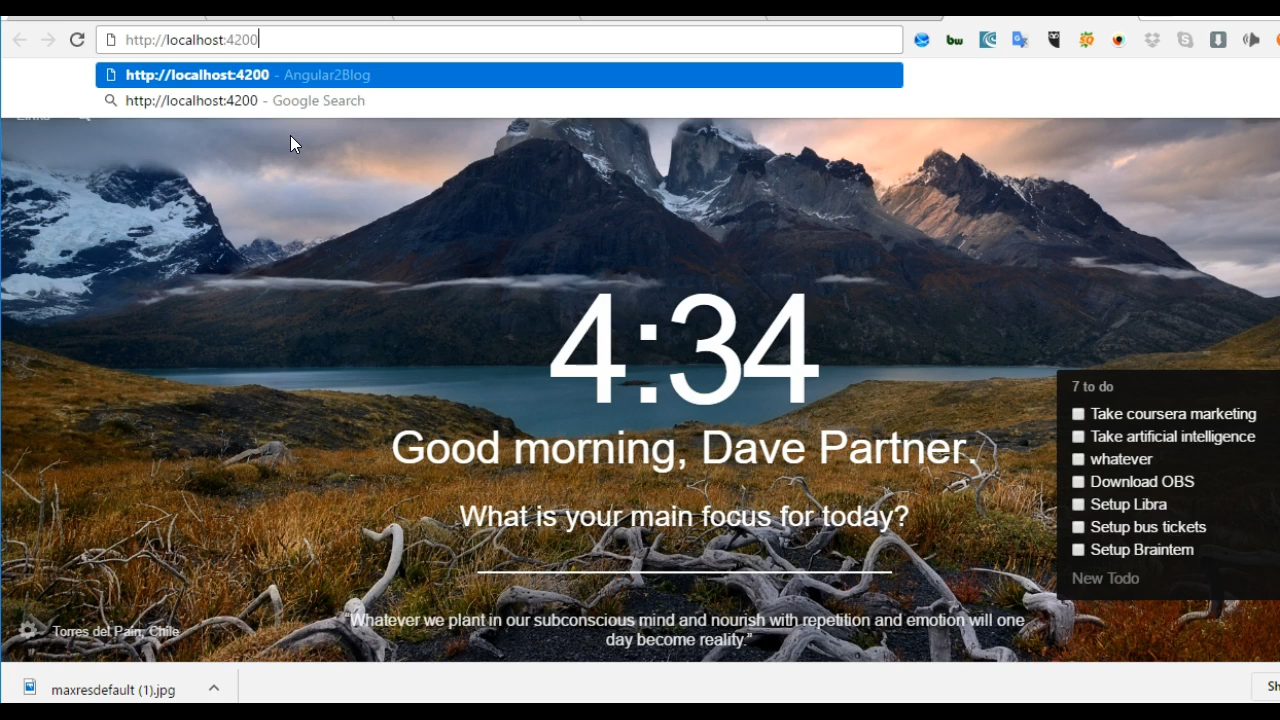 http://localhost:4200
http://localhost:4200 - Angular2Blog
http://localhost:4200 - Google Search
Links
4:34
Good morning, Dave Partner.
What is your main focus for today?
7 to do
Take coursera marketing
Take artificial intelligence
whatever
Download OBS
Setup Libra
Setup bus tickets
Setup Braintem
New Todo
"Whatever we plant in our subconscious mind and nourish with repetition and emotion will one
day become reality."
Torres del Pain, Chile
maxresdefault (1).jpg